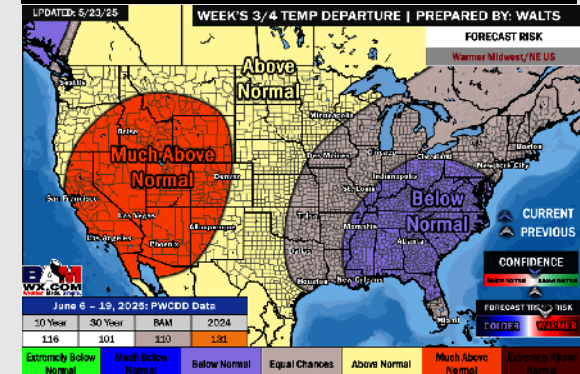 UPDATED: 5/23/25
WEEK'S 3/4 TEMP DEPARTURE | PREPARED BY: WALTS
FORECAST RISK
Warmer Midwest/NE US
Above
Normal
Seattle
Minneapolis
Boise
Boston
Much Above
Normal
Des Moines
Chicago
Cleveland
New York City
Denver
Indianapolis
St. Louis
San Francisco
Below
Normal
Las Vegas
Tulsa
Memphis
CURRENT
Los Angeles
Albuquerque
Atlanta
PREVIOUS
Phoenix
Dallas
CONFIDENCE
Houston
New Orleans
BAM
WX.COM
June 6 - 19, 2025: PWCDD Data
FORECAST TREND RISK
Miami
COLDER
WARMER
10 Year 30 Year BAM 2024
116 101 110 131
Extremely Below
Normal
Much Below
Normal
Below Normal
Equal Chances
Above Normal
Much Above
Normal
Extremely Above
Normal